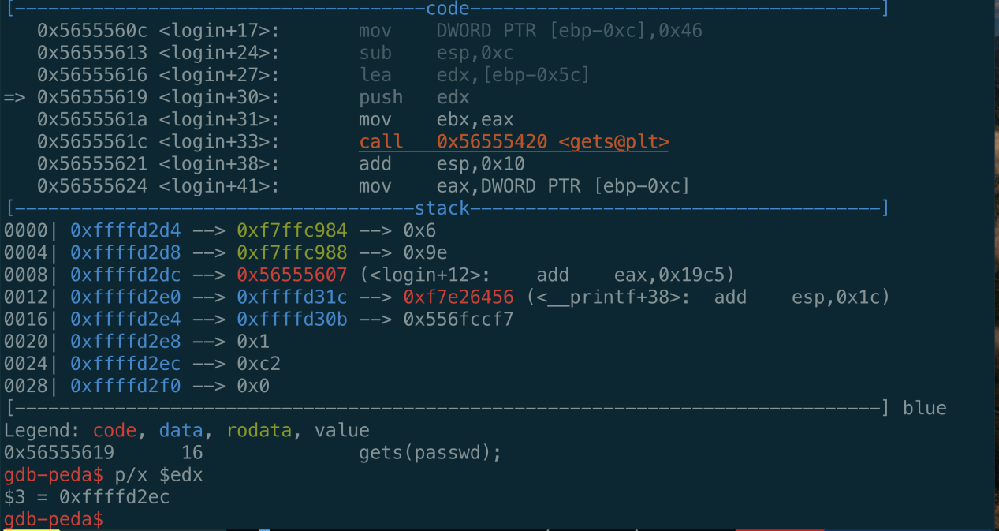 [-------------------------------------code-------------------------------------]
   0x5655560c <login+17>:       mov    DWORD PTR [ebp-0xc],0x46
   0x56555613 <login+24>:       sub    esp,0xc
   0x56555616 <login+27>:       lea    edx,[ebp-0x5c]
=> 0x56555619 <login+30>:       push   edx
   0x5655561a <login+31>:       mov    ebx,eax
   0x5655561c <login+33>:       call   0x56555420 <gets@plt>
   0x56555621 <login+38>:       add    esp,0x10
   0x56555624 <login+41>:       mov    eax,DWORD PTR [ebp-0xc]
[------------------------------------stack-------------------------------------]
0000| 0xffffd2d4 --> 0xf7ffc984 --> 0x6
0004| 0xffffd2d8 --> 0xf7ffc988 --> 0x9e
0008| 0xffffd2dc --> 0x56555607 (<login+12>:    add    eax,0x19c5)
0012| 0xffffd2e0 --> 0xffffd31c --> 0xf7e26456 (<__printf+38>:  add    esp,0x1c)
0016| 0xffffd2e4 --> 0xffffd30b --> 0x556fccf7
0020| 0xffffd2e8 --> 0x1
0024| 0xffffd2ec --> 0xc2
0028| 0xffffd2f0 --> 0x0
[------------------------------------------------------------------------------] blue
Legend: code, data, rodata, value
0x56555619      16              gets(passwd);
gdb-peda$ p/x $edx
$3 = 0xffffd2ec
gdb-peda$